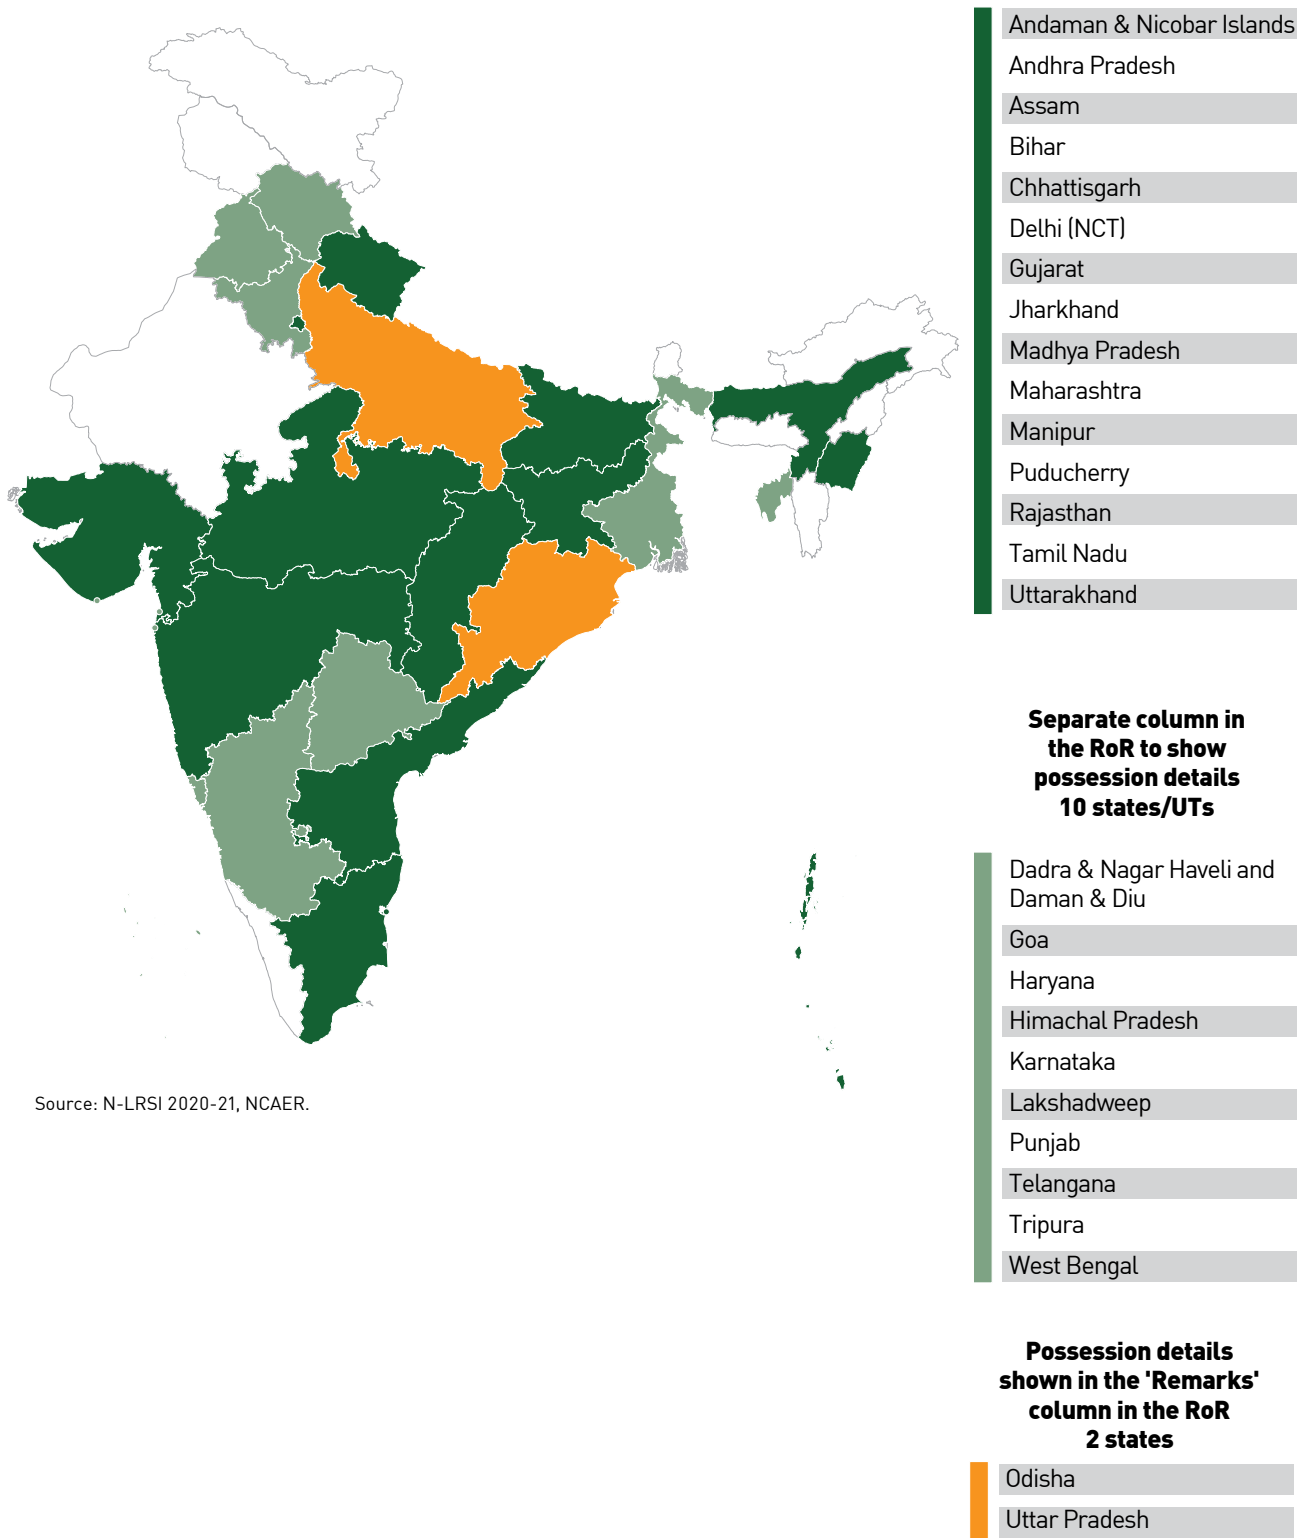 Andaman & Nicobar Islands
Andhra Pradesh
Assam
Bihar
Chhattisgarh
Delhi (NCT)
Gujarat
Jharkhand
Madhya Pradesh
Maharashtra
Manipur
Puducherry
Rajasthan
Tamil Nadu
Uttarakhand
Separate column in
the RoR to show
possession details
10 states/UTs
Dadra & Nagar Haveli and
Daman & Diu
Goa
Haryana
Himachal Pradesh
Karnataka
Lakshadweep
Punjab
Telangana
Tripura
West Bengal
Possession details
shown in the 'Remarks'
column in the RoR
2 states
Odisha
Uttar Pradesh
Source: N-LRSI 2020-21, NCAER.